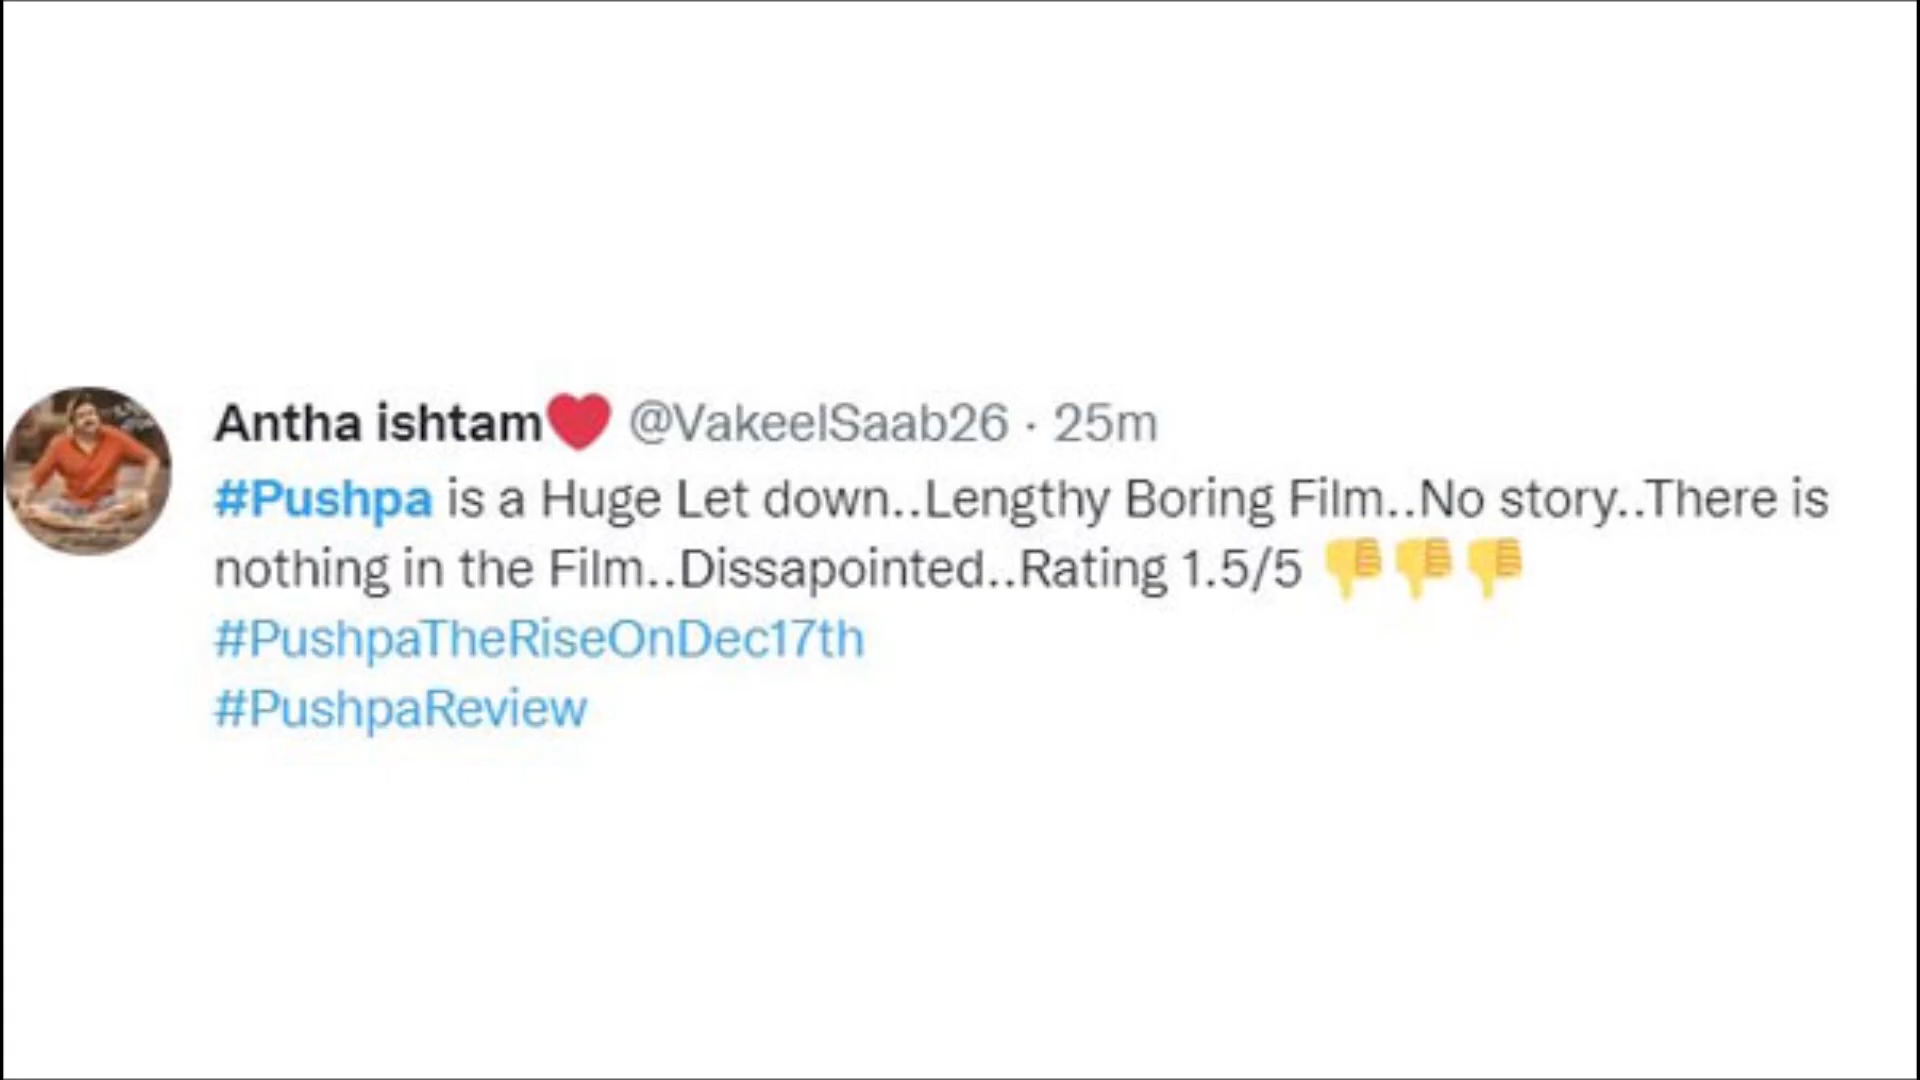 Antha ishtam❤️ @VakeelSaab26 · 25m
#Pushpa is a Huge Let down..Lengthy Boring Film..No story..There is
nothing in the Film..Dissapointed..Rating 1.5/5 👎👎👎
#PushpaTheRiseOnDec17th
#PushpaReview